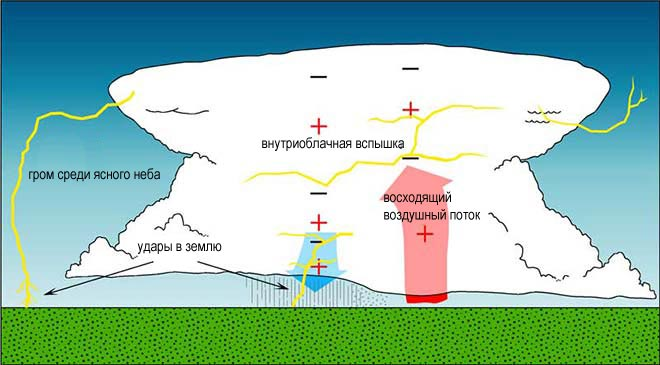 внутриоблачная вспышка
гром среди ясного неба
восходящий
воздушный поток
удары в землю